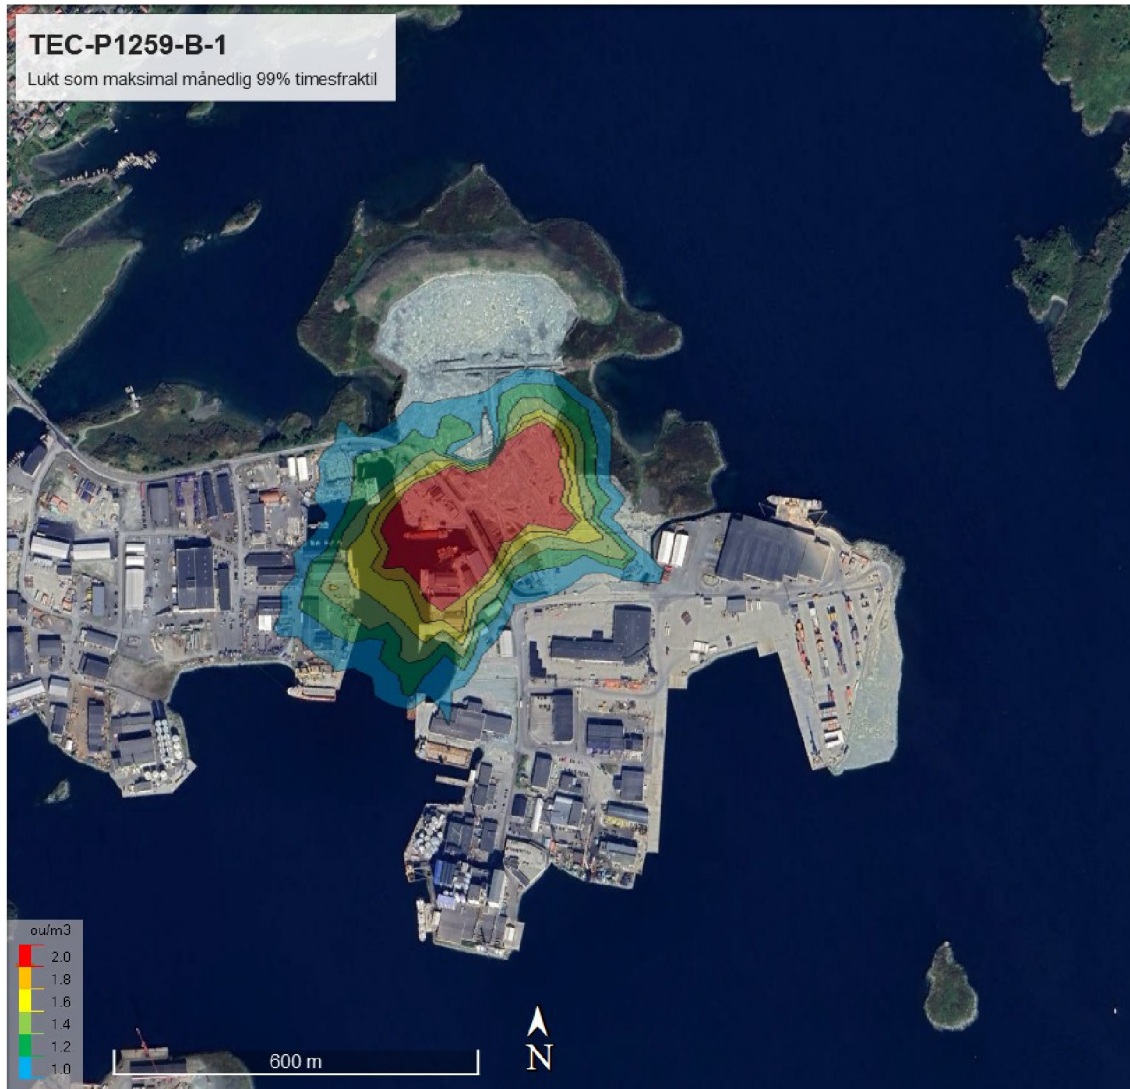 TEC-P1259-B-1
Lukt som maksimal månedlig 99% timesfraktil
ou/m3
2.0
1.8
1.6
1.4
1.2
1.0
600 m
N